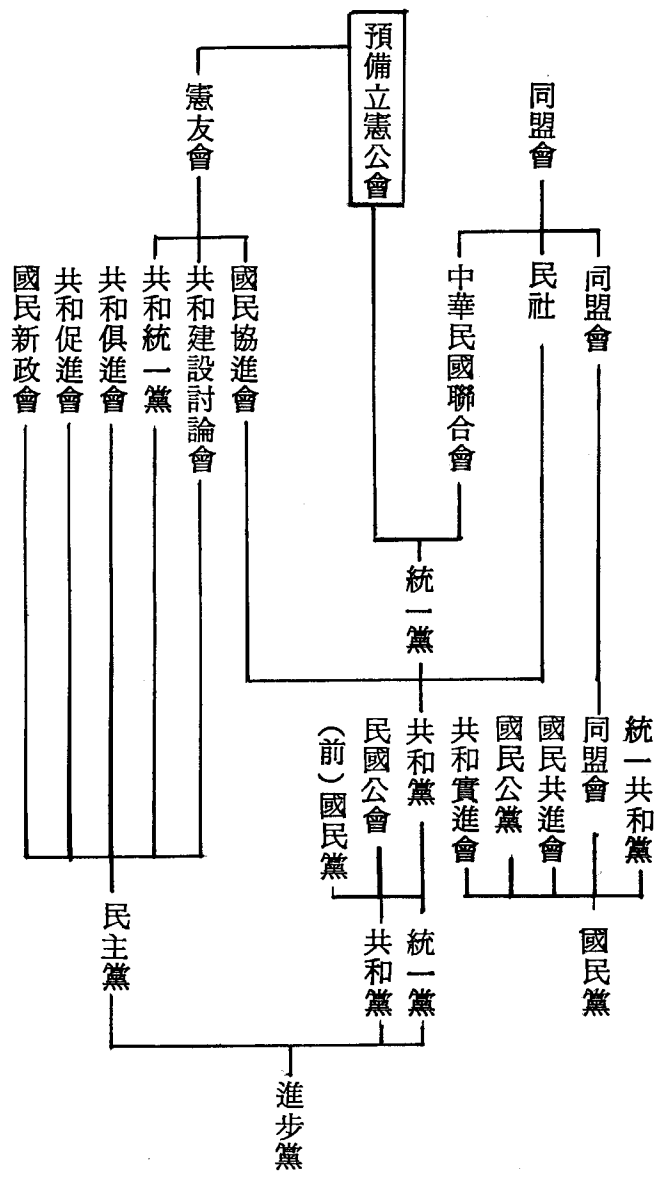 同盟會
預備立憲公會
憲友會
同盟會
民社
中華民國聯合會
國民協進會
共和建設討論會
共和統一黨
共和俱進會
共和促進會
國民新政會
統一黨
統一共和黨
同盟會
國民共進會
國民公黨
共和實進會
共和黨
民國公會
（前）國民黨
國民黨
統一黨
共和黨
民主黨
進步黨